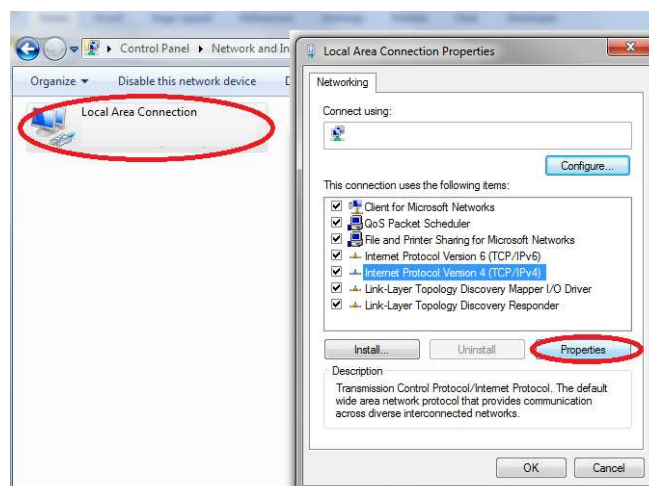 Control Panel Network and In
Organize Disable this network device D
Local Area Connection
Local Area Connection Properties
Networking
Connect using:
Configure...
This connection uses the following items:
Client for Microsoft Networks
QoS Packet Scheduler
File and Printer Sharing for Microsoft Networks
Internet Protocol Version 6 (TCP/IPv6)
Internet Protocol Version 4 (TCP/IPv4)
Link-Layer Topology Discovery Mapper I/O Driver
Link-Layer Topology Discovery Responder
Install... Uninstall Properties
Description
Transmission Control Protocol/Internet Protocol. The default
wide area network protocol that provides communication
across diverse interconnected networks.
OK Cancel